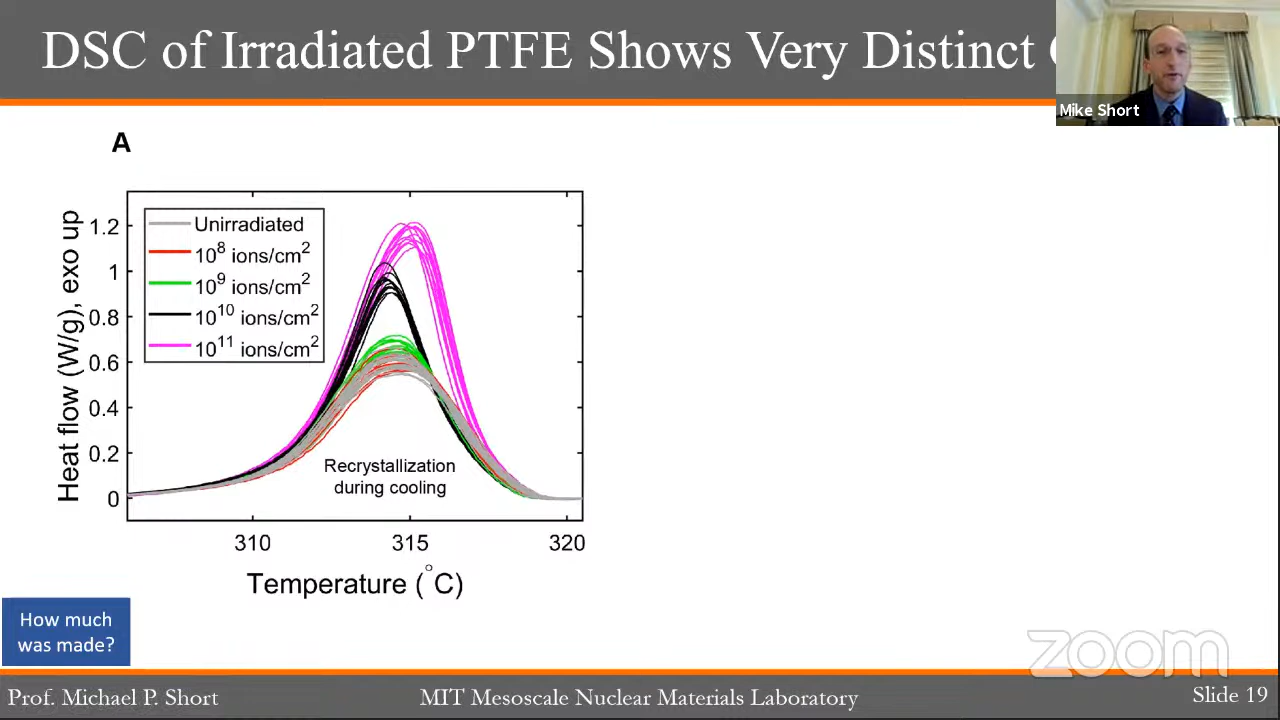 DSC of Irradiated PTFE Shows Very Distinct
Mike Short
A
Unirradiated
10⁸ ions/cm²
10⁹ ions/cm²
10¹⁰ ions/cm²
10¹¹ ions/cm²
Heat flow (W/g), exo up
1.2
1
0.8
0.6
0.4
0.2
0
Recrystallization
during cooling
310 315 320
Temperature (°C)
How much
was made?
zoom
Prof. Michael P. Short MIT Mesoscale Nuclear Materials Laboratory Slide 19